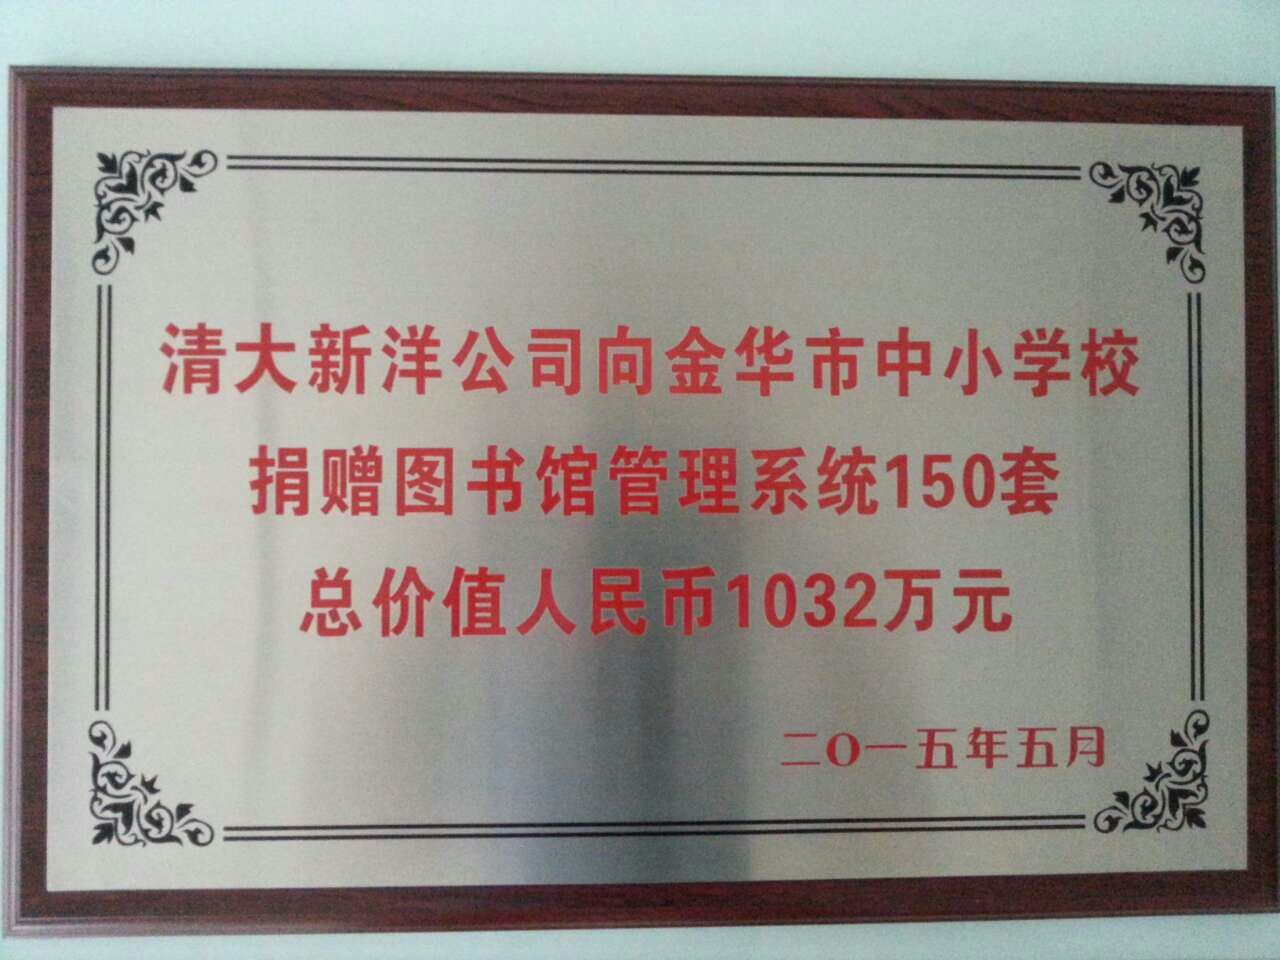 清大新洋公司向金华市中小学校
捐赠图书馆管理系统150套
总价值人民币1032万元
二O一五年五月